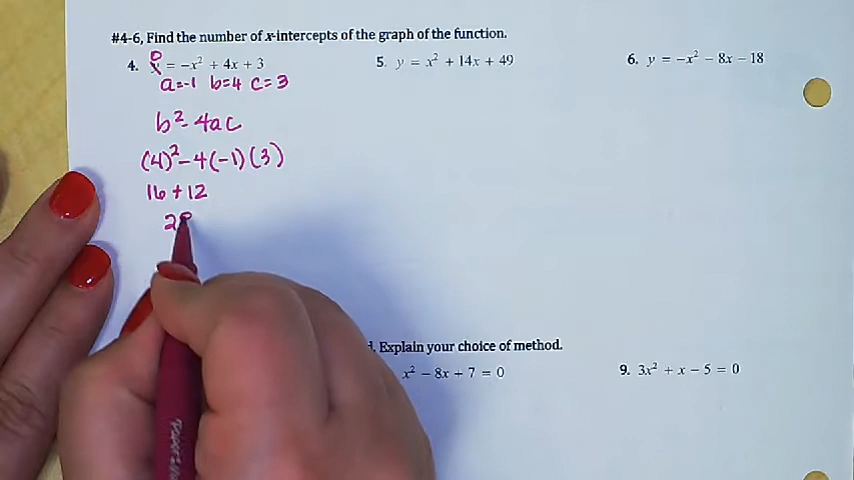 #4-6, Find the number of x-intercepts of the graph of the function.
4. y = −x² + 4x + 3
0
a=-1 b=4 c=3
b²-4ac
(4)²-4(-1)(3)
16+12
28
5. y = x² + 14x + 49
6. y = −x² − 8x − 18
Explain your choice of method.
x² − 8x + 7 = 0
9. 3x² + x − 5 = 0